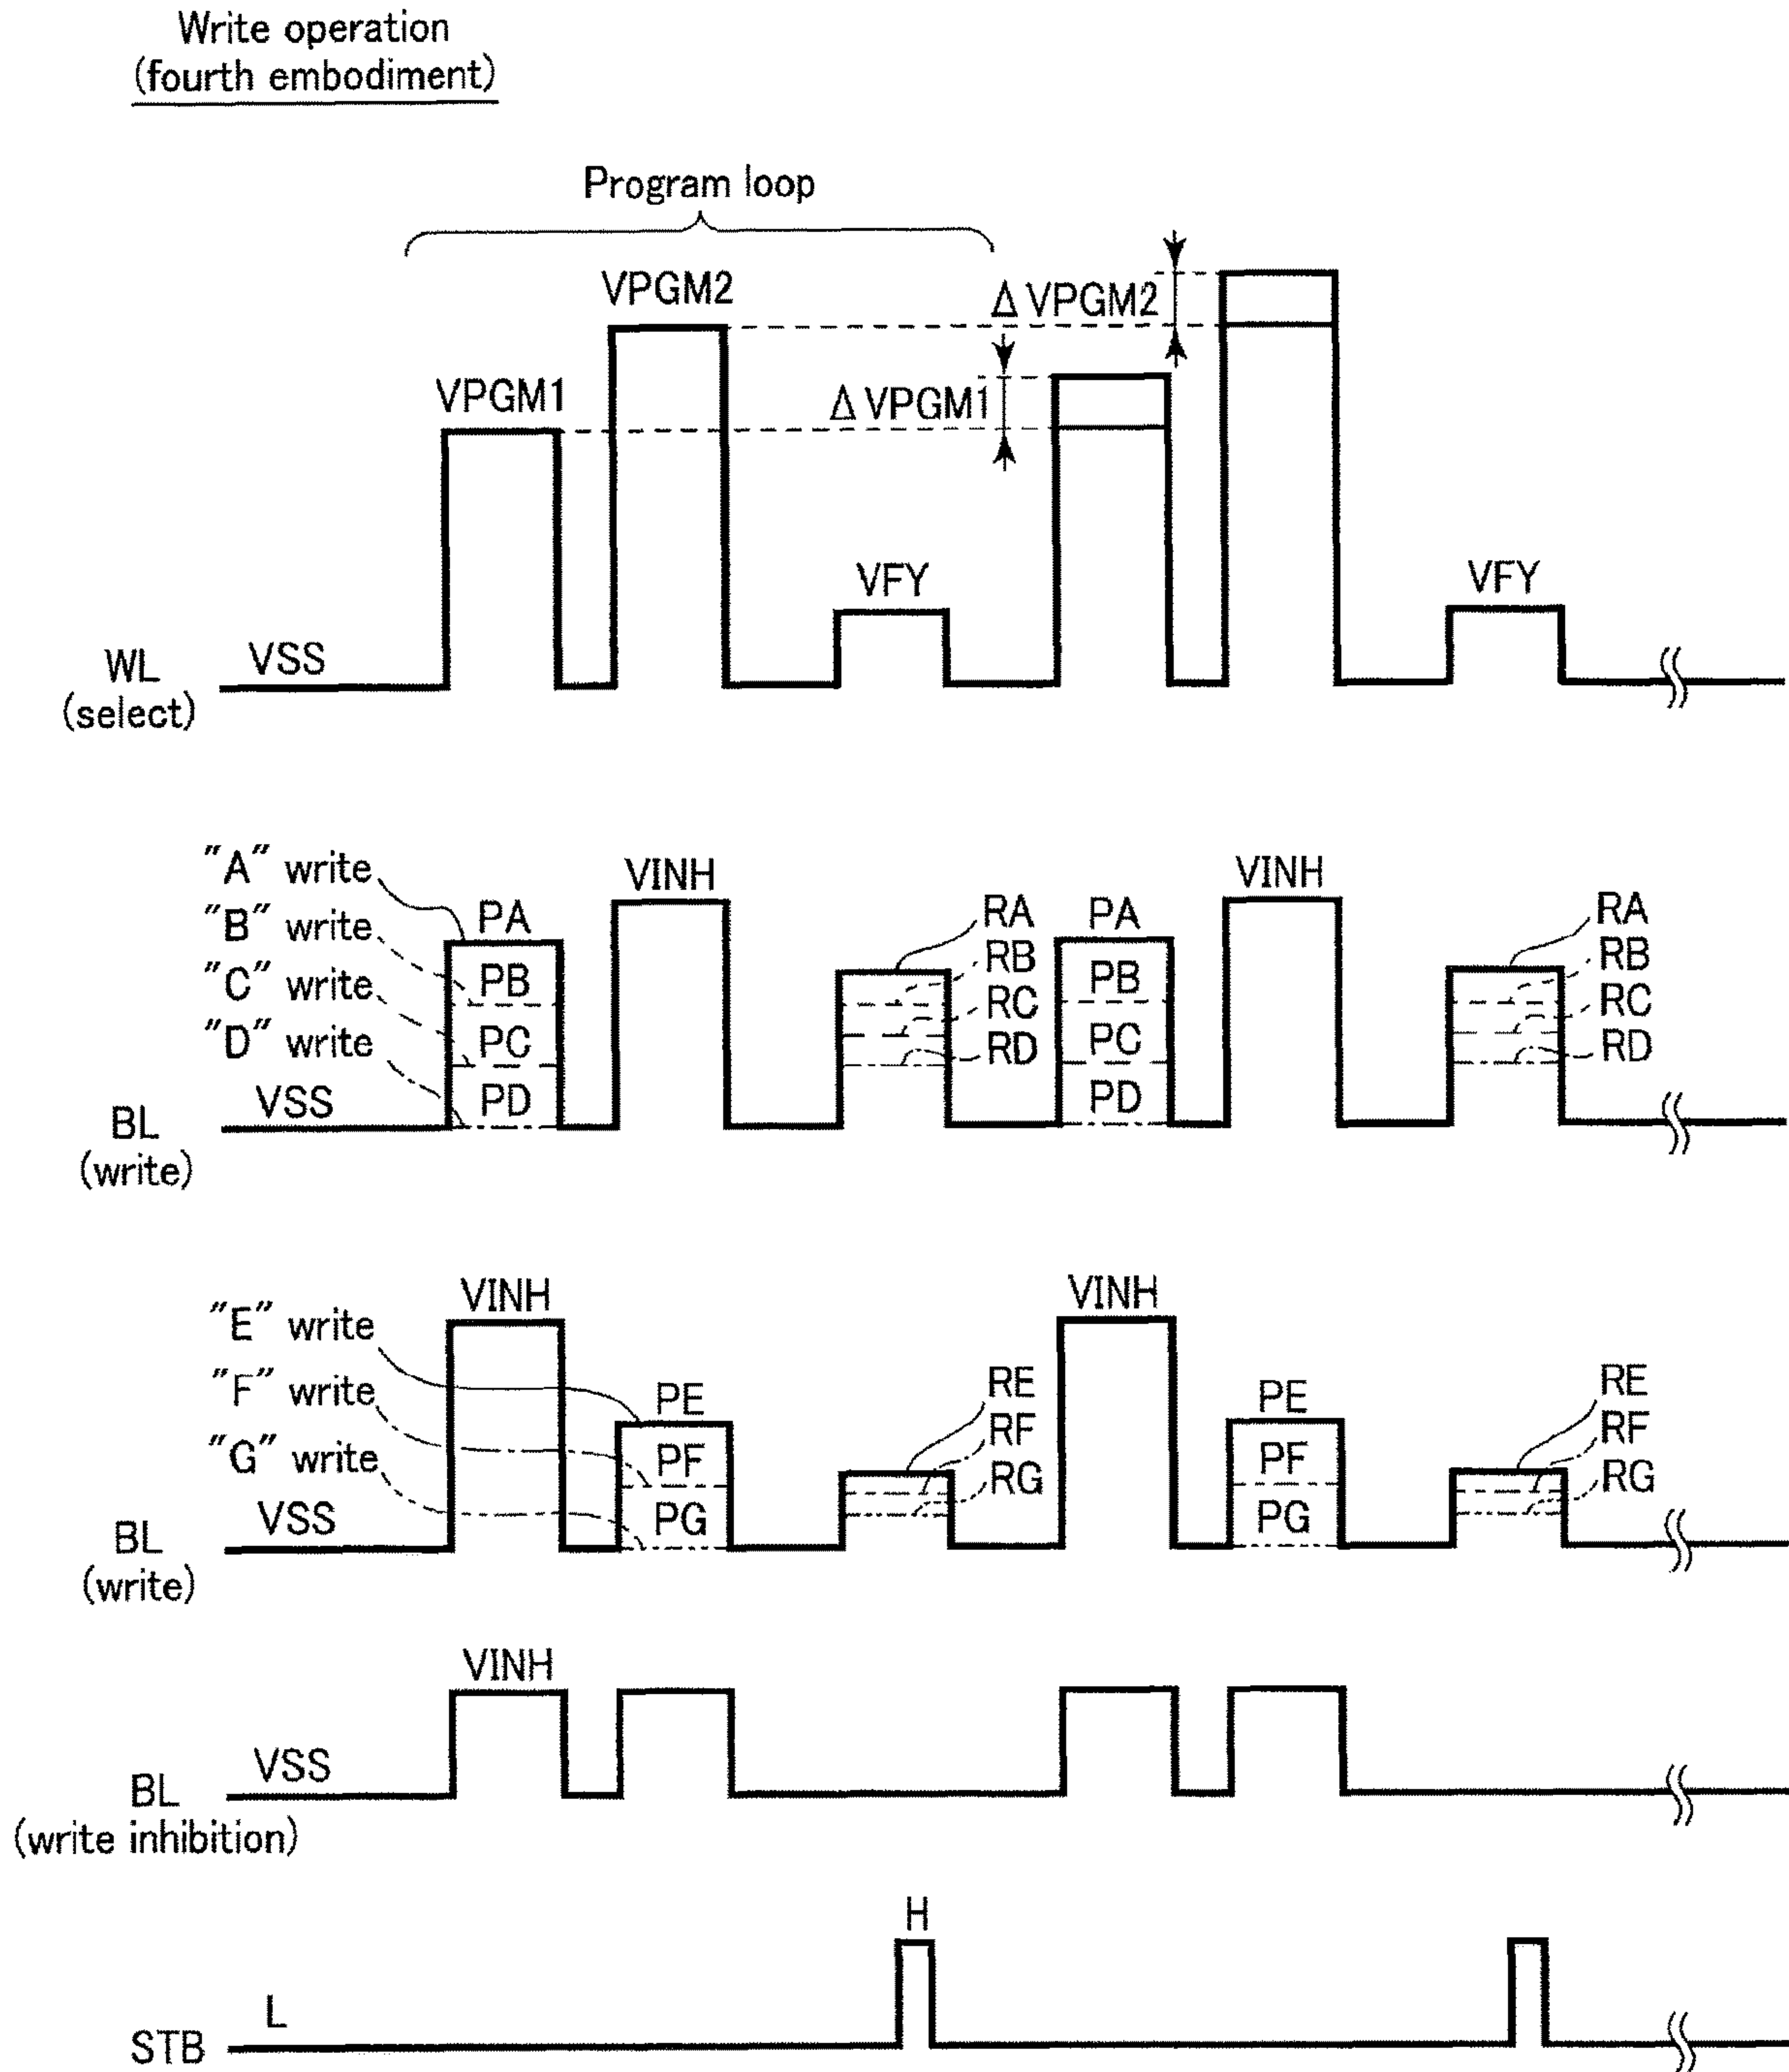 Write operation
(fourth embodiment)
Program loop
VPGM2
Δ VPGM2
VPGM1
Δ VPGM1
VFY
VFY
VSS
WL
(select)
"A" write
VINH
VINH
PA
RA
PA
RA
"B" write
PB
RB
PB
RB
"C" write
PC
RC
PC
RC
"D" write
PD
RD
PD
RD
VSS
BL
(write)
VINH
VINH
"E" write
PE
RE
PE
RE
"F" write
PF
RF
PF
RF
"G" write
PG
RG
PG
RG
VSS
BL
(write)
VINH
VSS
BL
(write inhibition)
H
L
STB